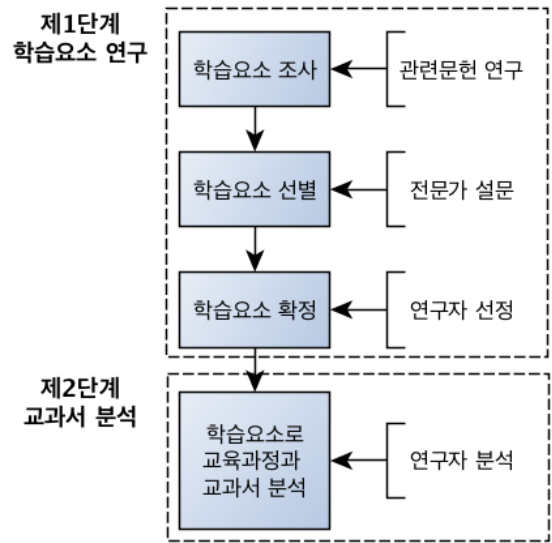 제1단계
학습요소 연구
학습요소 조사
관련문헌 연구
학습요소 선별
전문가 설문
학습요소 확정
연구자 선정
제2단계
교과서 분석
학습요소로
교육과정과
교과서 분석
연구자 분석